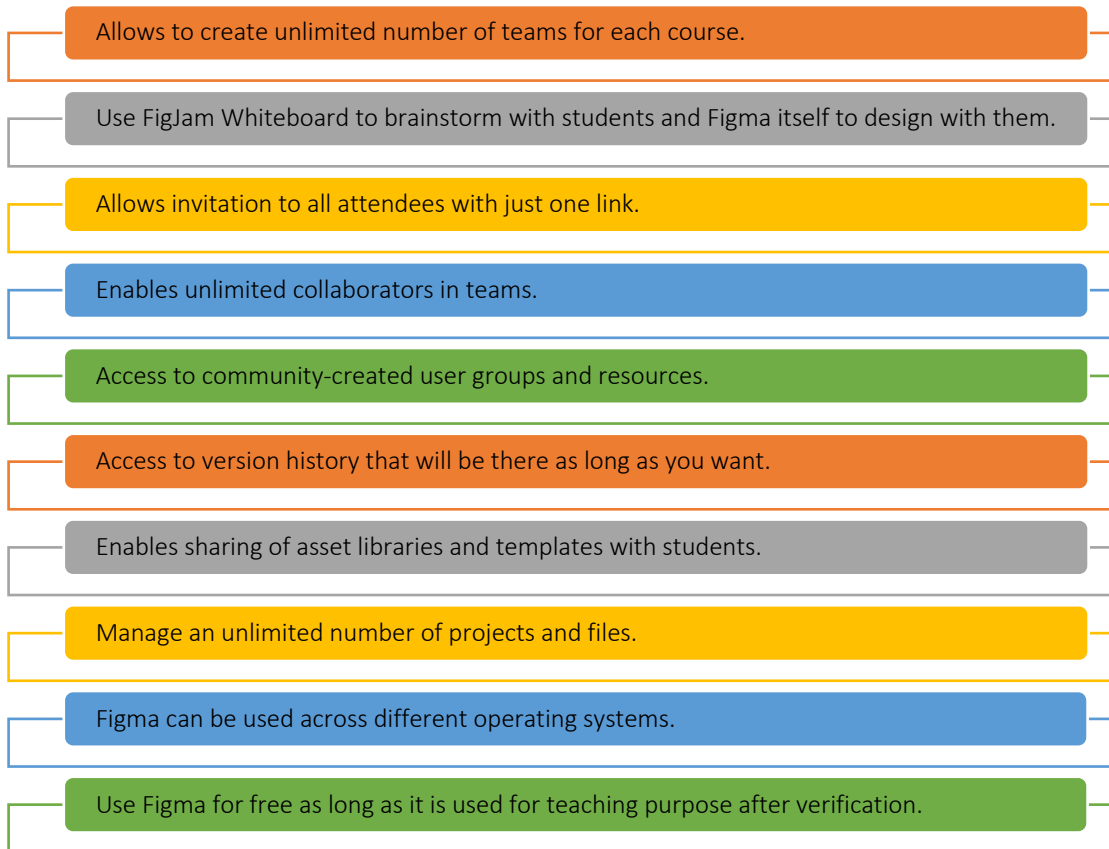 Allows to create unlimited number of teams for each course.
Use FigJam Whiteboard to brainstorm with students and Figma itself to design with them.
Allows invitation to all attendees with just one link.
Enables unlimited collaborators in teams.
Access to community-created user groups and resources.
Access to version history that will be there as long as you want.
Enables sharing of asset libraries and templates with students.
Manage an unlimited number of projects and files.
Figma can be used across different operating systems.
Use Figma for free as long as it is used for teaching purpose after verification.